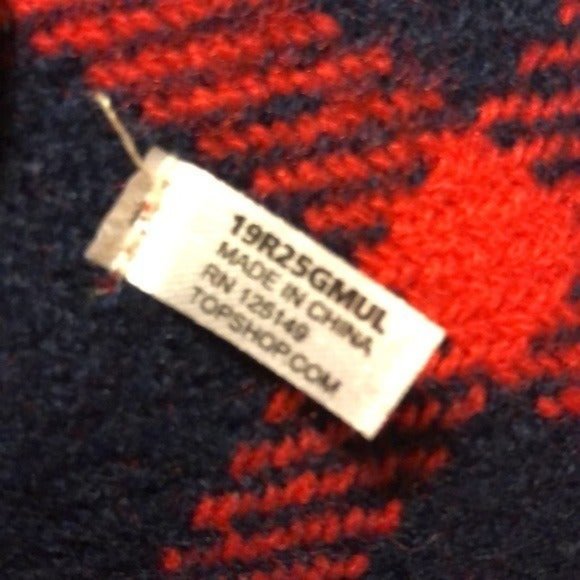 19R25GMUL
MADE IN CHINA
RN 125149
TOPSHOP.COM